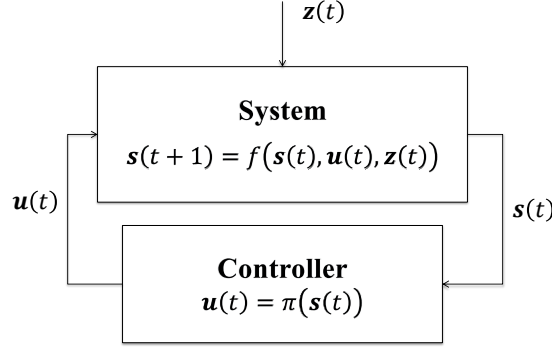 z(t)
System
s(t + 1) = f(s(t), u(t), z(t))
u(t)
s(t)
Controller
u(t) = π(s(t))